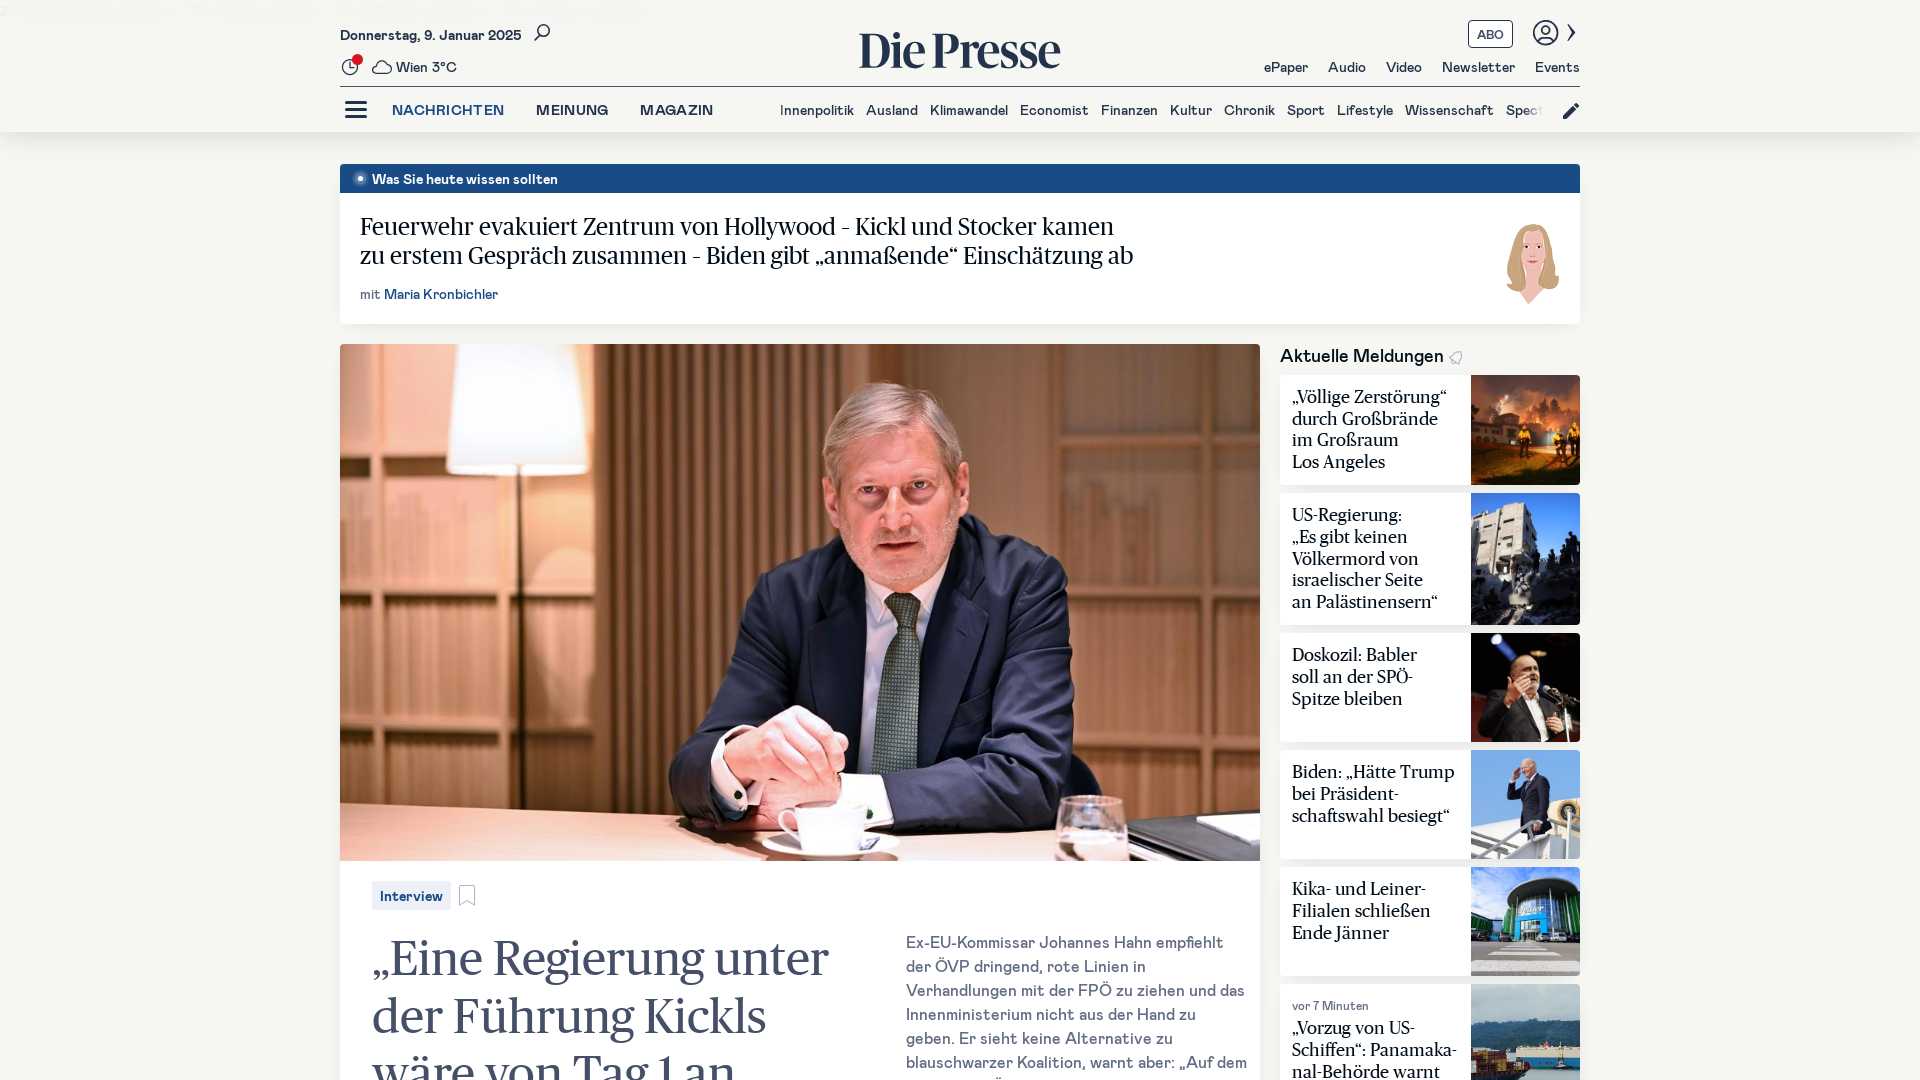 Donnerstag, 9. Januar 2025
Wien 3°C
Die Presse
ABO
ePaper Audio Video Newsletter Events
NACHRICHTEN MEINUNG MAGAZIN
Innenpolitik Ausland Klimawandel Economist Finanzen Kultur Chronik Sport Lifestyle Wissenschaft Spect
Was Sie heute wissen sollten
Feuerwehr evakuiert Zentrum von Hollywood – Kickl und Stocker kamen
zu erstem Gespräch zusammen – Biden gibt „anmaßende“ Einschätzung ab
mit Maria Kronbichler
Interview
„Eine Regierung unter
der Führung Kickls
wäre von Tag 1 an
Ex-EU-Kommissar Johannes Hahn empfiehlt
der ÖVP dringend, rote Linien in
Verhandlungen mit der FPÖ zu ziehen und das
Innenministerium nicht aus der Hand zu
geben. Er sieht keine Alternative zu
blauschwarzer Koalition, warnt aber: „Auf dem
Aktuelle Meldungen
„Völlige Zerstörung“
durch Großbrände
im Großraum
Los Angeles
US-Regierung:
„Es gibt keinen
Völkermord von
israelischer Seite
an Palästinensern“
Doskozil: Babler
soll an der SPÖ-
Spitze bleiben
Biden: „Hätte Trump
bei Präsident-
schaftswahl besiegt“
Kika- und Leiner-
Filialen schließen
Ende Jänner
vor 7 Minuten
„Vorzug von US-
Schiffen“: Panamaka-
nal-Behörde warnt